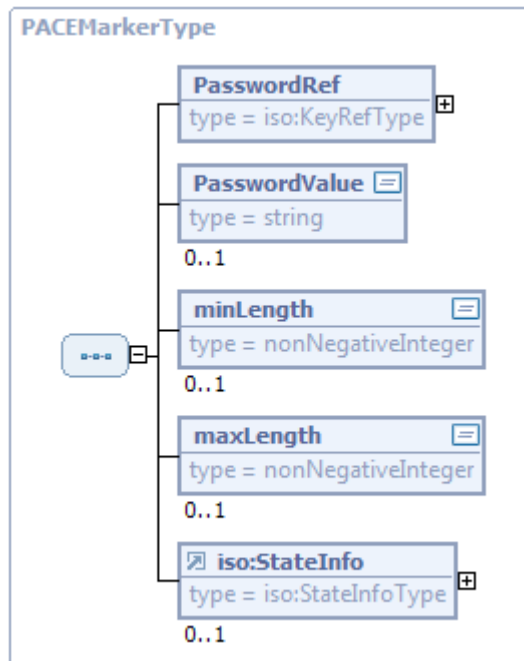 PACEMarkerType
PasswordRef
type = iso:KeyRefType
PasswordValue
type = string
0..1
minLength
type = nonNegativeInteger
0..1
maxLength
type = nonNegativeInteger
0..1
iso:StateInfo
type = iso:StateInfoType
0..1